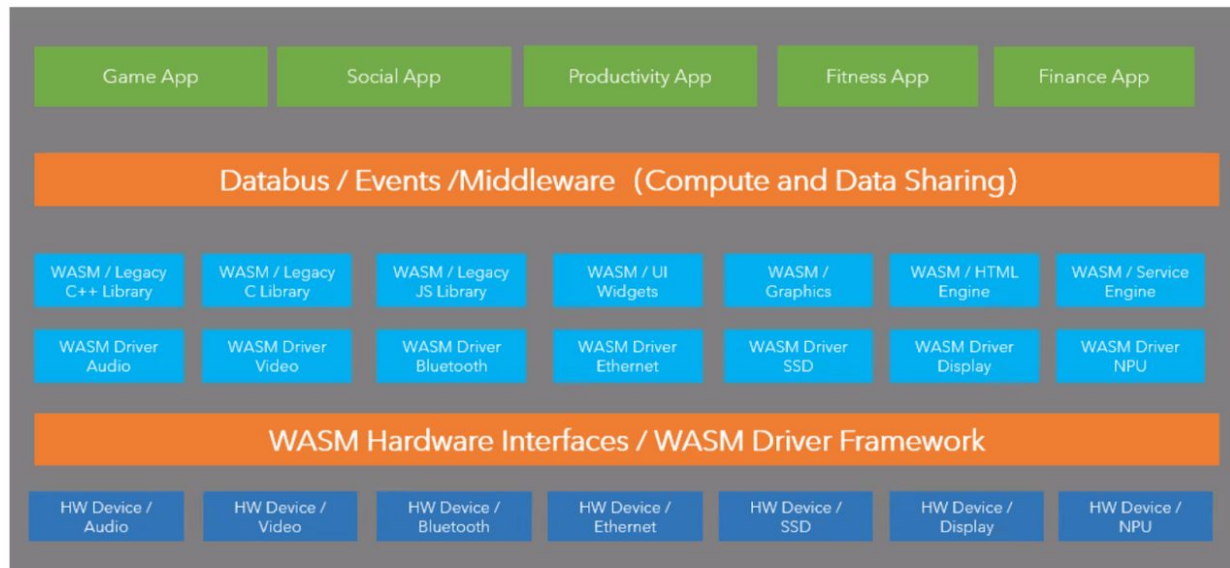 Game App
Social App
Productivity App
Fitness App
Finance App
Databus / Events /Middleware（Compute and Data Sharing）
WASM / Legacy
C++ Library
WASM / Legacy
C Library
WASM / Legacy
JS Library
WASM / UI
Widgets
WASM /
Graphics
WASM / HTML
Engine
WASM / Service
Engine
WASM Driver
Audio
WASM Driver
Video
WASM Driver
Bluetooth
WASM Driver
Ethernet
WASM Driver
SSD
WASM Driver
Display
WASM Driver
NPU
WASM Hardware Interfaces / WASM Driver Framework
HW Device /
Audio
HW Device /
Video
HW Device /
Bluetooth
HW Device /
Ethernet
HW Device /
SSD
HW Device /
Display
HW Device /
NPU